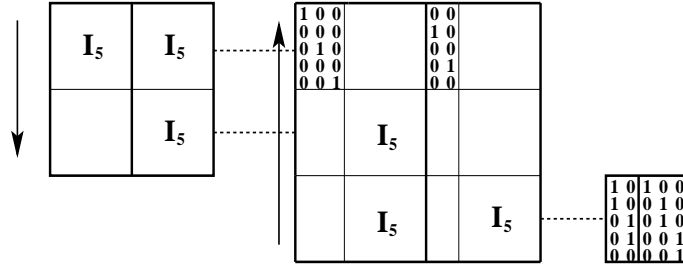 I₅ I₅
I₅
1 0 0
0 0 0
0 1 0
0 0 0
0 0 1
0 0
1 0
0 0
0 1
0 0
I₅
I₅ I₅
1 0 1 0 0
1 0 0 1 0
0 1 0 1 0
0 1 0 0 1
0 0 0 0 1